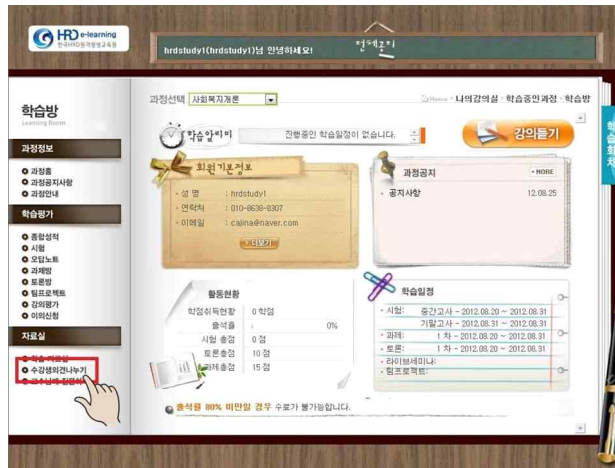 HRD e-learning
한국HRD원격평생교육원
hrdstudy1(hrdstudy1)님 안녕하세요!
전체공지
과정선택 사회복지개론
Home · 나의강의실 · 학습중인과정 · 학습방
학습방
Learning Room
학습알리미
진행중인 학습일정이 없습니다.
강의듣기
학습회차
과정정보
과정홈
과정공지사항
과정안내
학습평가
종합성적
시험
오답노트
과제방
토론방
팀프로젝트
강의평가
이의신청
자료실
학습 자료실
수강생의견나누기
회원기본정보
· 성 명 : hrdstudy1
· 연락처 : 010-8638-8307
· 이메일 : cajina@naver.com
+ 더보기
과정공지
+ MORE
· 공지사항 12.08.25
활동현황
학점취득현황 0 학점
출석율 0%
시험 총점 0 점
토론총점 10 점
과제총점 15 점
학습일정
· 시험: 중간고사 - 2012.08.20 ~ 2012.08.31
기말고사 - 2012.08.31 ~ 2012.08.31
· 과제: 1 차 - 2012.08.20 ~ 2012.08.31
· 토론: 1 차 - 2012.08.20 ~ 2012.08.31
· 라이브세미나:
· 팀프로젝트:
출석률 80% 미만일 경우 수료가 불가능합니다.